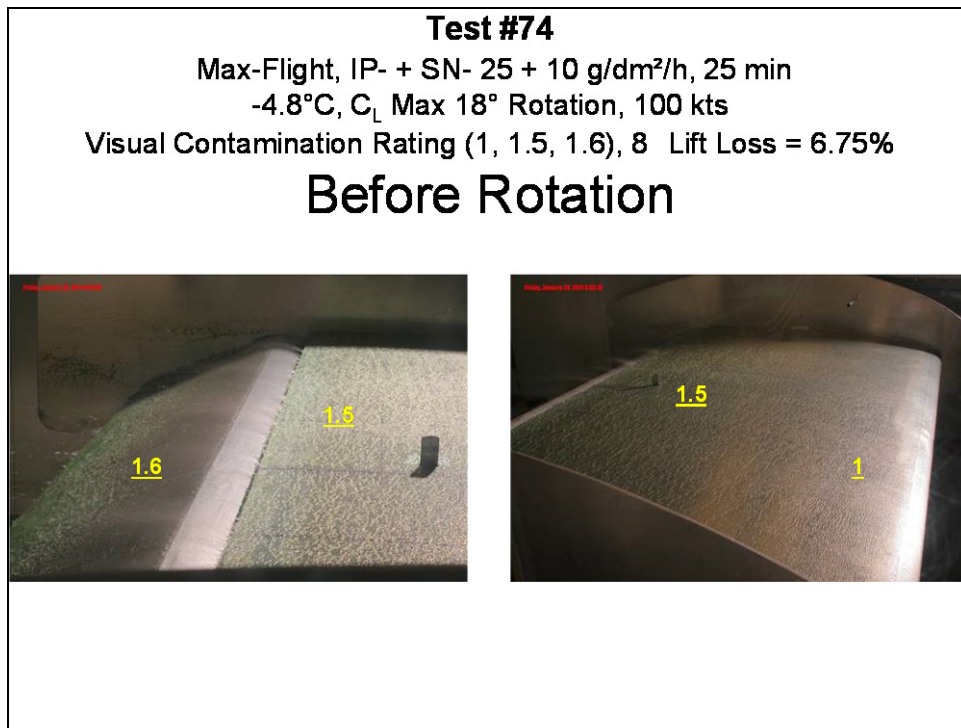 Test #74
Max-Flight, IP- + SN- 25 + 10 g/dm²/h, 25 min
-4.8°C, CL Max 18° Rotation, 100 kts
Visual Contamination Rating (1, 1.5, 1.6), 8 Lift Loss = 6.75%
Before Rotation
1.5
1.6
1.5
1